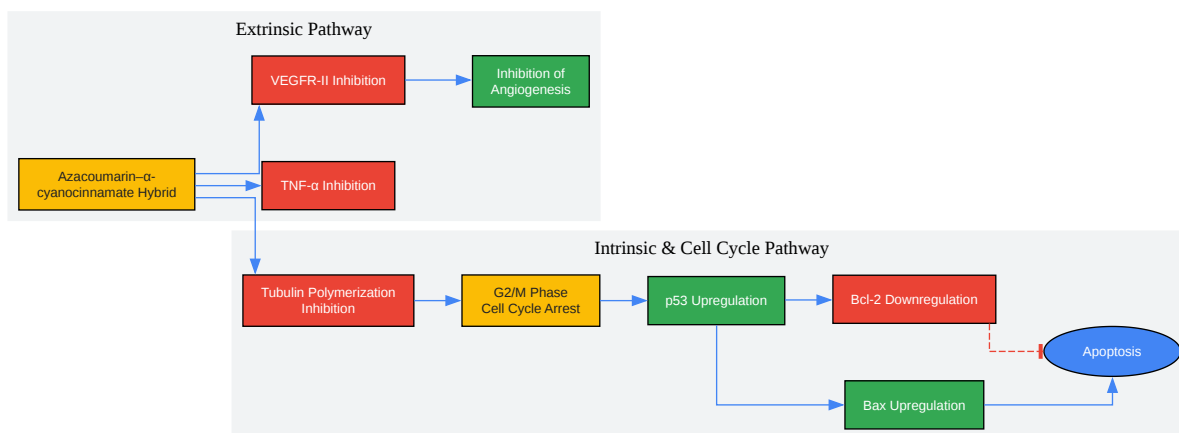 Extrinsic Pathway
VEGFR-II Inhibition
Inhibition of
Angiogenesis
Azacoumarin–α-
cyanocinnamate Hybrid
TNF-α Inhibition
Intrinsic & Cell Cycle Pathway
Tubulin Polymerization
Inhibition
G2/M Phase
Cell Cycle Arrest
p53 Upregulation
Bcl-2 Downregulation
Apoptosis
Bax Upregulation